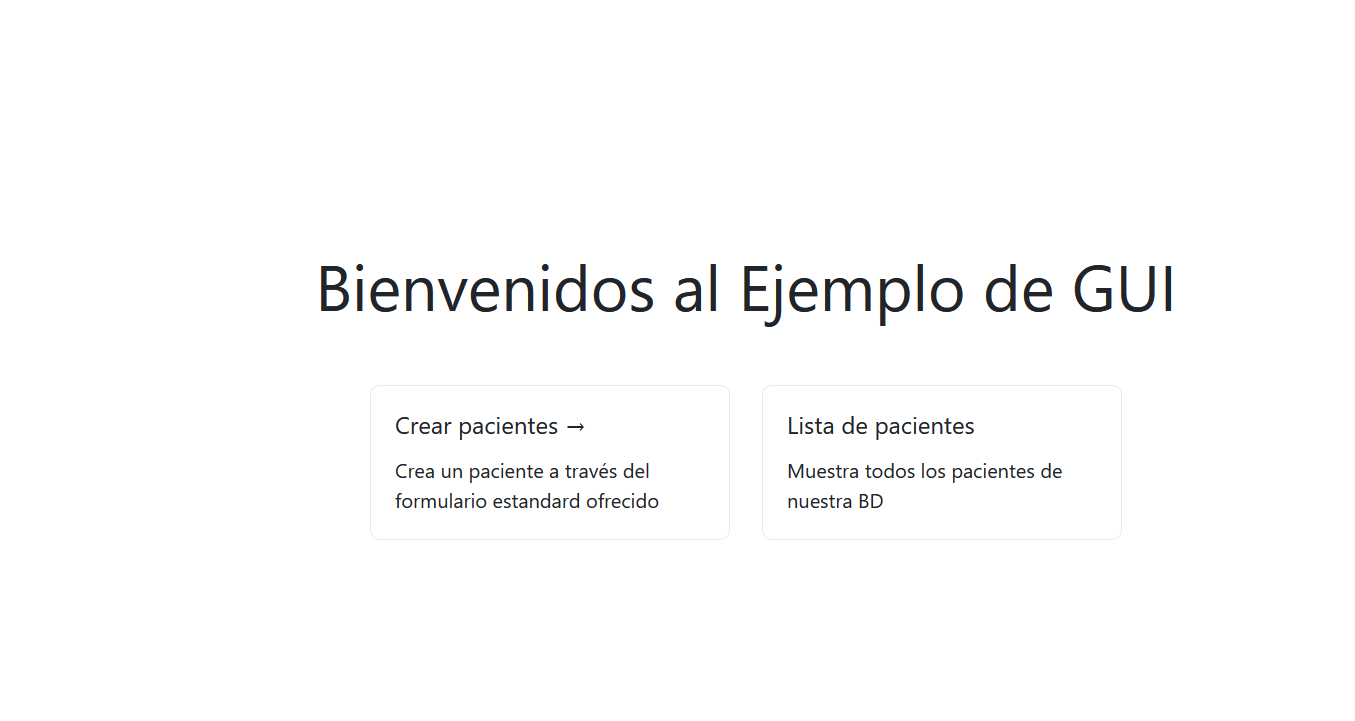 Bienvenidos al Ejemplo de GUI
Crear pacientes →
Crea un paciente a través del
formulario estandard ofrecido
Lista de pacientes
Muestra todos los pacientes de
nuestra BD